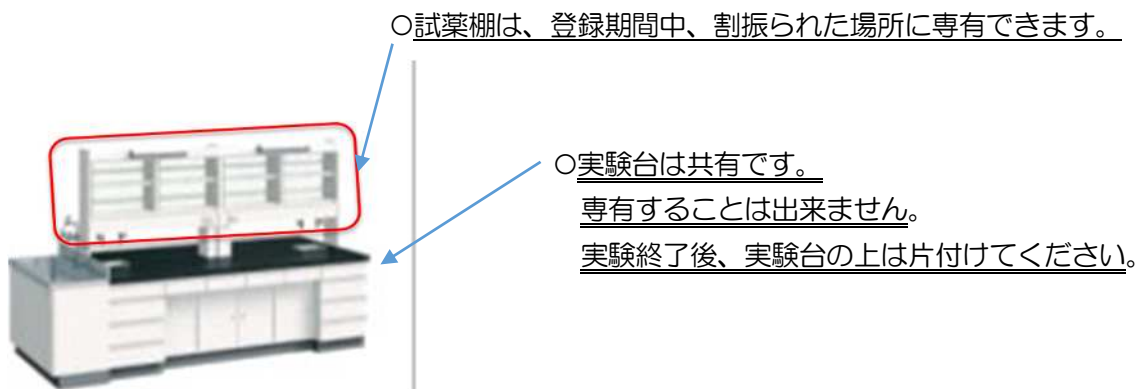 ○試薬棚は、登録期間中、割振られた場所に専有できます。
○実験台は共有です。
専有することは出来ません。
実験終了後、実験台の上は片付けてください。